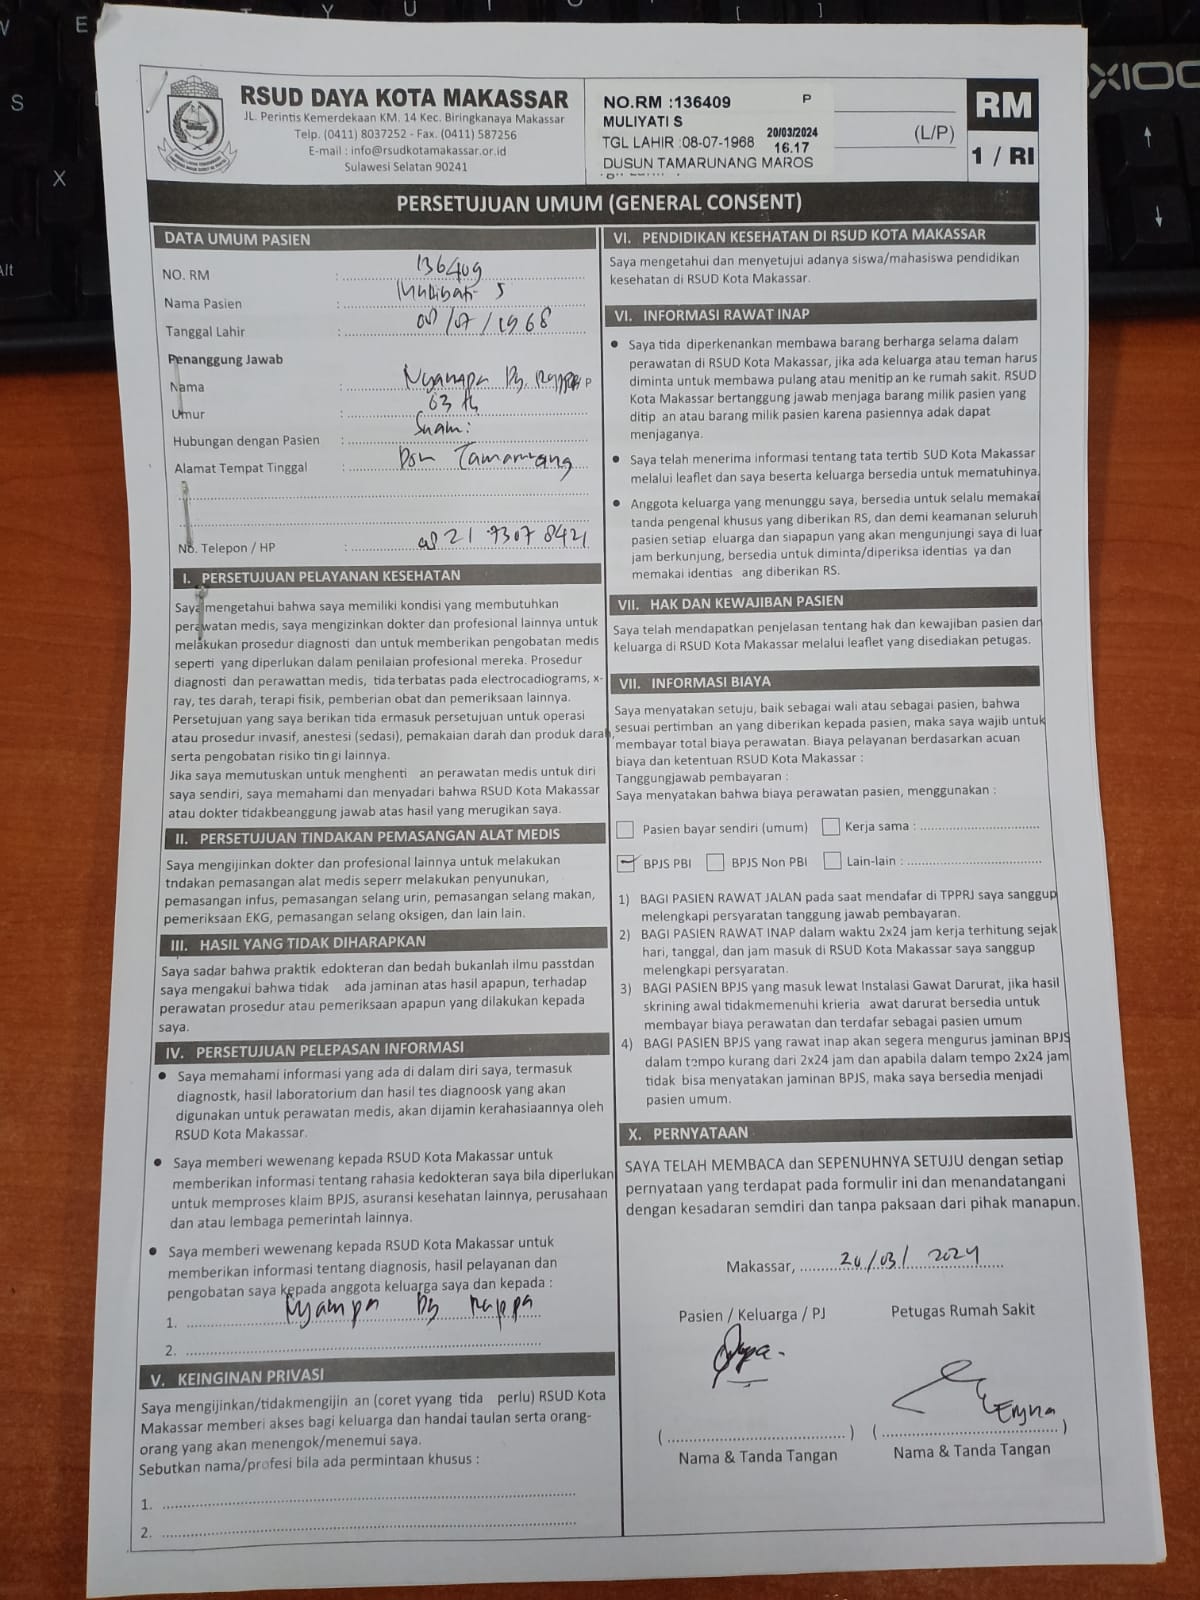 RSUD DAYA KOTA MAKASSAR
JL. Perintis Kemerdekaan KM. 14 Kec. Biringkanaya Makassar
Telp. (0411) 8037252 - Fax. (0411) 587256
E-mail : info@rsudkotamakassar.or.id
Sulawesi Selatan 90241
NO.RM :136409 P
MULIYATI S
TGL LAHIR :08-07-1968 20/03/2024 16.17
DUSUN TAMARUNANG MAROS
(L/P)
RM
1 / RI
PERSETUJUAN UMUM (GENERAL CONSENT)
DATA UMUM PASIEN
NO. RM : 136409
Nama Pasien : S
Tanggal Lahir : 08/07/1968
Penanggung Jawab
Nama : Dg. Rappa P
Umur : 63 th
Hubungan dengan Pasien : Suami
Alamat Tempat Tinggal : Dsn
No. Telepon / HP : 0821 9307 8421
I. PERSETUJUAN PELAYANAN KESEHATAN
Saya mengetahui bahwa saya memiliki kondisi yang membutuhkan
perawatan medis, saya mengizinkan dokter dan profesional lainnya untuk
melakukan prosedur diagnosti dan untuk memberikan pengobatan medis
seperti yang diperlukan dalam penilaian profesional mereka. Prosedur
diagnosti dan perawattan medis, tida terbatas pada electrocadiograms, x-
ray, tes darah, terapi fisik, pemberian obat dan pemeriksaan lainnya.
Persetujuan yang saya berikan tida ermasuk persetujuan untuk operasi
atau prosedur invasif, anestesi (sedasi), pemakaian darah dan produk darah,
serta pengobatan risiko tin gi lainnya.
Jika saya memutuskan untuk menghenti an perawatan medis untuk diri
saya sendiri, saya memahami dan menyadari bahwa RSUD Kota Makassar
atau dokter tidakbeanggung jawab atas hasil yang merugikan saya.
II. PERSETUJUAN TINDAKAN PEMASANGAN ALAT MEDIS
Saya mengijinkan dokter dan profesional lainnya untuk melakukan
tndakan pemasangan alat medis seperr melakukan penyunukan,
pemasangan infus, pemasangan selang urin, pemasangan selang makan,
pemeriksaan EKG, pemasangan selang oksigen, dan lain lain.
III. HASIL YANG TIDAK DIHARAPKAN
Saya sadar bahwa praktik edokteran dan bedah bukanlah ilmu passtdan
saya mengakui bahwa tidak ada jaminan atas hasil apapun, terhadap
perawatan prosedur atau pemeriksaan apapun yang dilakukan kepada
saya.
IV. PERSETUJUAN PELEPASAN INFORMASI
• Saya memahami informasi yang ada di dalam diri saya, termasuk
diagnostk, hasil laboratorium dan hasil tes diagnoosk yang akan
digunakan untuk perawatan medis, akan dijamin kerahasiaannya oleh
RSUD Kota Makassar.
• Saya memberi wewenang kepada RSUD Kota Makassar untuk
memberikan informasi tentang rahasia kedokteran saya bila diperlukan
untuk memproses klaim BPJS, asuransi kesehatan lainnya, perusahaan
dan atau lembaga pemerintah lainnya.
• Saya memberi wewenang kepada RSUD Kota Makassar untuk
memberikan informasi tentang diagnosis, hasil pelayanan dan
pengobatan saya kepada anggota keluarga saya dan kepada :
1. Nyampa Dg Rappa
2.
V. KEINGINAN PRIVASI
Saya mengijinkan/tidakmengijin an (coret yyang tida perlu) RSUD Kota
Makassar memberi akses bagi keluarga dan handai taulan serta orang-
orang yang akan menengok/menemui saya.
Sebutkan nama/profesi bila ada permintaan khusus :
1.
2.
VI. PENDIDIKAN KESEHATAN DI RSUD KOTA MAKASSAR
Saya mengetahui dan menyetujui adanya siswa/mahasiswa pendidikan
kesehatan di RSUD Kota Makassar.
VI. INFORMASI RAWAT INAP
• Saya tida diperkenankan membawa barang berharga selama dalam
perawatan di RSUD Kota Makassar, jika ada keluarga atau teman harus
diminta untuk membawa pulang atau menitip an ke rumah sakit. RSUD
Kota Makassar bertanggung jawab menjaga barang milik pasien yang
ditip an atau barang milik pasien karena pasiennya adak dapat
menjaganya.
• Saya telah menerima informasi tentang tata tertib SUD Kota Makassar
melalui leaflet dan saya beserta keluarga bersedia untuk mematuhinya.
• Anggota keluarga yang menunggu saya, bersedia untuk selalu memakai
tanda pengenal khusus yang diberikan RS, dan demi keamanan seluruh
pasien setiap eluarga dan siapapun yang akan mengunjungi saya di luar
jam berkunjung, bersedia untuk diminta/diperiksa identias ya dan
memakai identias ang diberikan RS.
VII. HAK DAN KEWAJIBAN PASIEN
Saya telah mendapatkan penjelasan tentang hak dan kewajiban pasien dan
keluarga di RSUD Kota Makassar melalui leaflet yang disediakan petugas.
VII. INFORMASI BIAYA
Saya menyatakan setuju, baik sebagai wali atau sebagai pasien, bahwa
sesuai pertimban an yang diberikan kepada pasien, maka saya wajib untuk
membayar total biaya perawatan. Biaya pelayanan berdasarkan acuan
biaya dan ketentuan RSUD Kota Makassar :
Tanggungjawab pembayaran :
Saya menyatakan bahwa biaya perawatan pasien, menggunakan :
Pasien bayar sendiri (umum) Kerja sama :
BPJS PBI BPJS Non PBI Lain-lain :
1) BAGI PASIEN RAWAT JALAN pada saat mendafar di TPPRJ saya sanggup
melengkapi persyaratan tanggung jawab pembayaran.
2) BAGI PASIEN RAWAT INAP dalam waktu 2x24 jam kerja terhitung sejak
hari, tanggal, dan jam masuk di RSUD Kota Makassar saya sanggup
melengkapi persyaratan.
3) BAGI PASIEN BPJS yang masuk lewat Instalasi Gawat Darurat, jika hasil
skrining awal tidakmemenuhi krieria awat darurat bersedia untuk
membayar biaya perawatan dan terdafar sebagai pasien umum
4) BAGI PASIEN BPJS yang rawat inap akan segera mengurus jaminan BPJS
dalam tempo kurang dari 2x24 jam dan apabila dalam tempo 2x24 jam
tidak bisa menyatakan jaminan BPJS, maka saya bersedia menjadi
pasien umum.
X. PERNYATAAN
SAYA TELAH MEMBACA dan SEPENUHNYA SETUJU dengan setiap
pernyataan yang terdapat pada formulir ini dan menandatangani
dengan kesadaran semdiri dan tanpa paksaan dari pihak manapun.
Makassar, 20/03/2024
Pasien / Keluarga / PJ Petugas Rumah Sakit
Eryna
Nama & Tanda Tangan Nama & Tanda Tangan